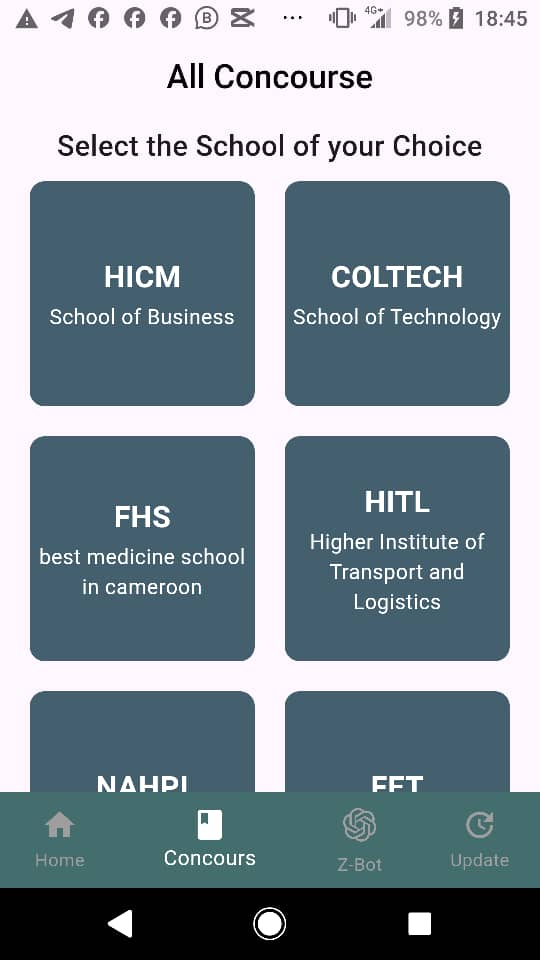 4G+ 98% 18:45
All Concourse
Select the School of your Choice
HICM
School of Business
COLTECH
School of Technology
FHS
best medicine school
in cameroon
HITL
Higher Institute of
Transport and
Logistics
NAHPI
FET
Home
Concours
Z-Bot
Update